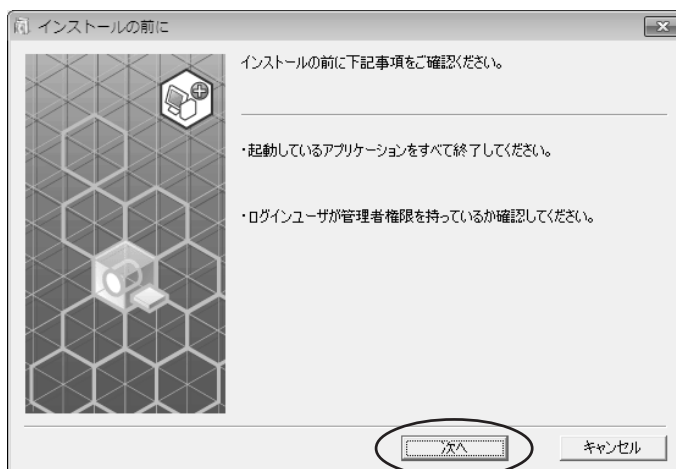 インストールの前に
インストールの前に下記事項をご確認ください。
・起動しているアプリケーションをすべて終了してください。
・ログインユーザが管理者権限を持っているか確認してください。
次へ
キャンセル